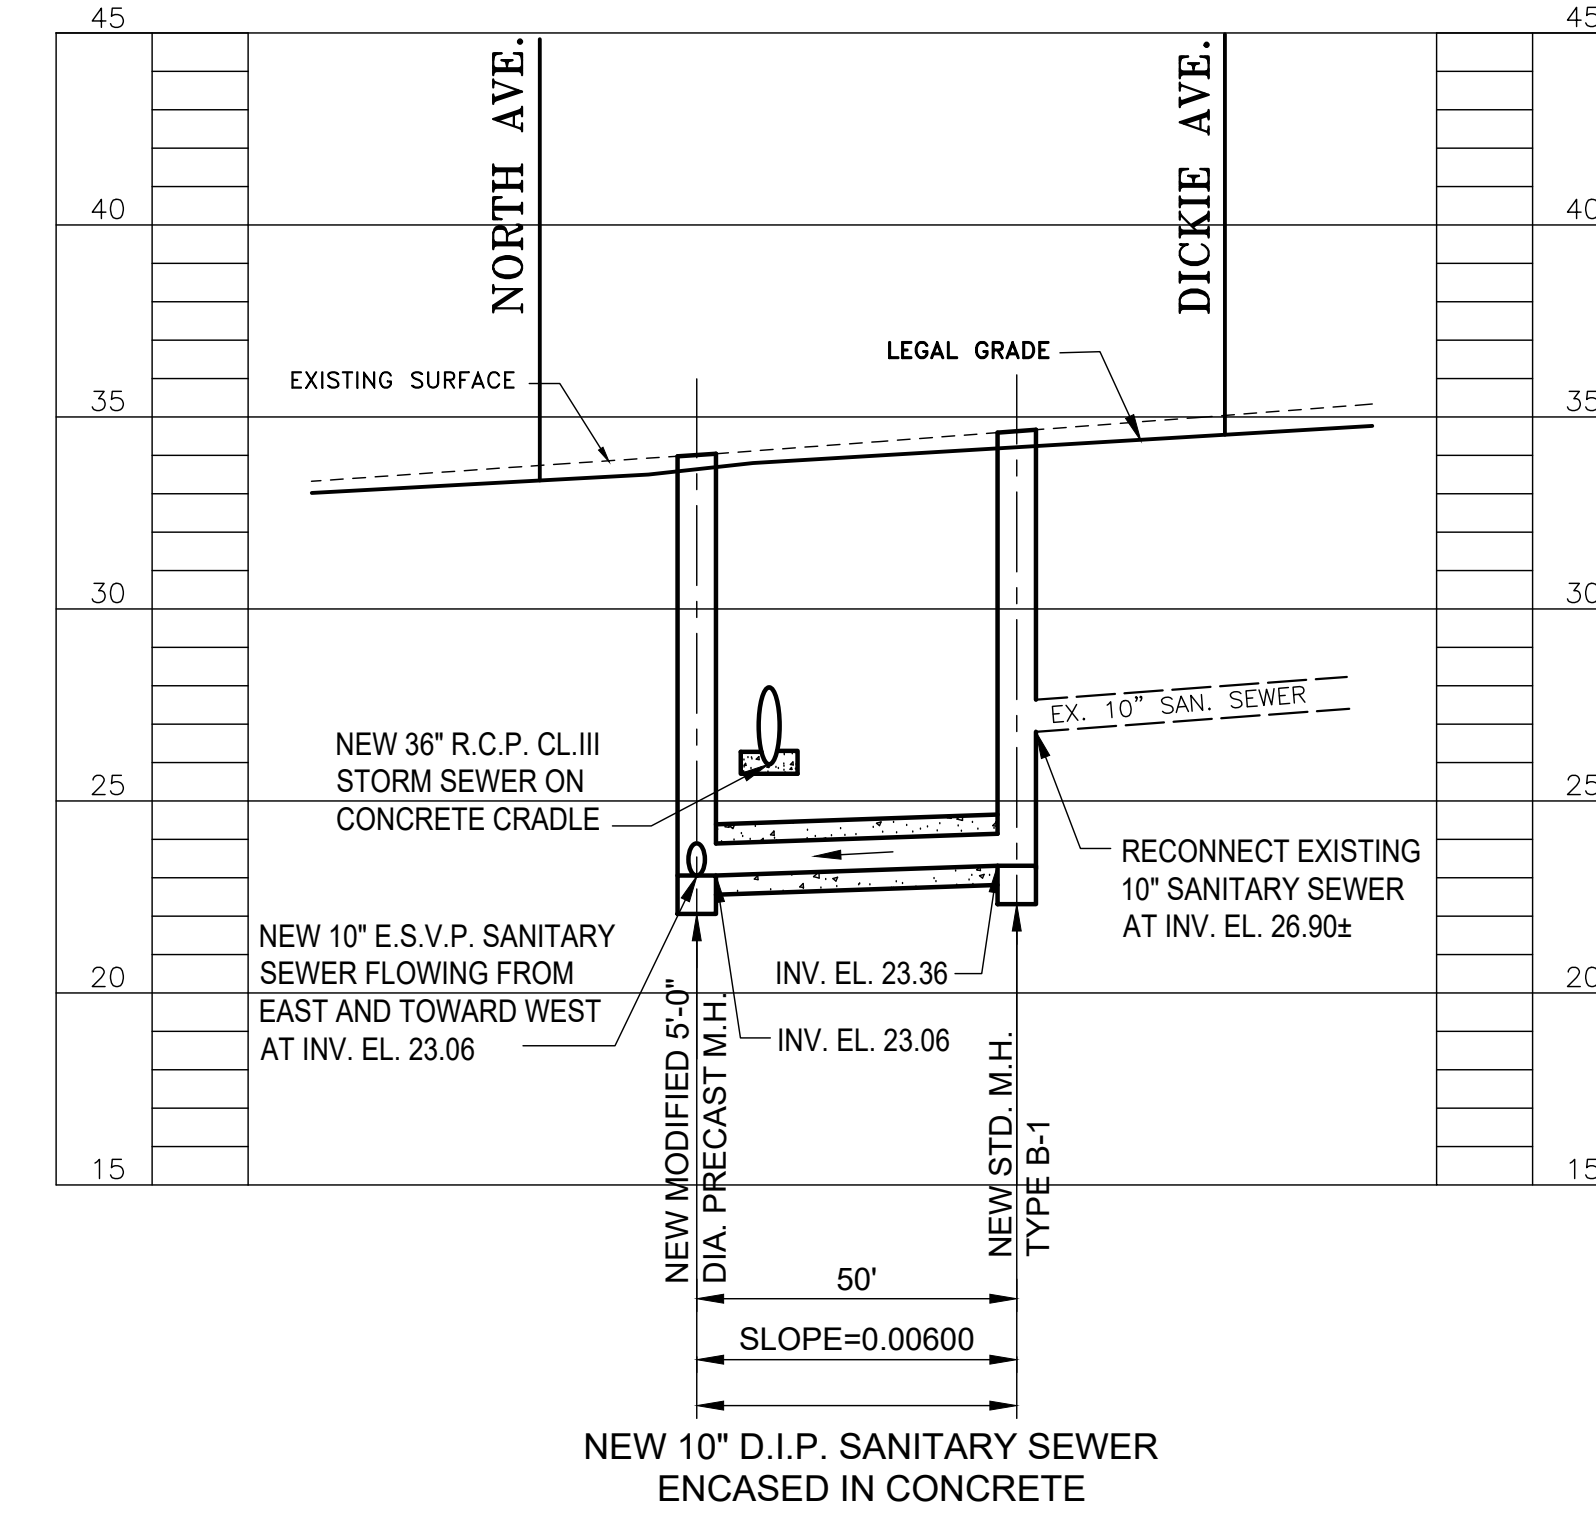 45
45
NORTH AVE.
DICKIE AVE.
40
40
LEGAL GRADE
EXISTING SURFACE
35
35
30
30
EX. 10” SAN. SEWER
NEW 36" R.C.P. CL.III
STORM SEWER ON
CONCRETE CRADLE
25
25
RECONNECT EXISTING
10" SANITARY SEWER
AT INV. EL. 26.90±
NEW 10" E.S.V.P. SANITARY
SEWER FLOWING FROM
EAST AND TOWARD WEST
AT INV. EL. 23.06
INV. EL. 23.36
20
20
INV. EL. 23.06
NEW MODIFIED 5'-0"
DIA. PRECAST M.H.
NEW STD. M.H.
TYPE B-1
15
15
50'
SLOPE=0.00600
NEW 10" D.I.P. SANITARY SEWER
ENCASED IN CONCRETE